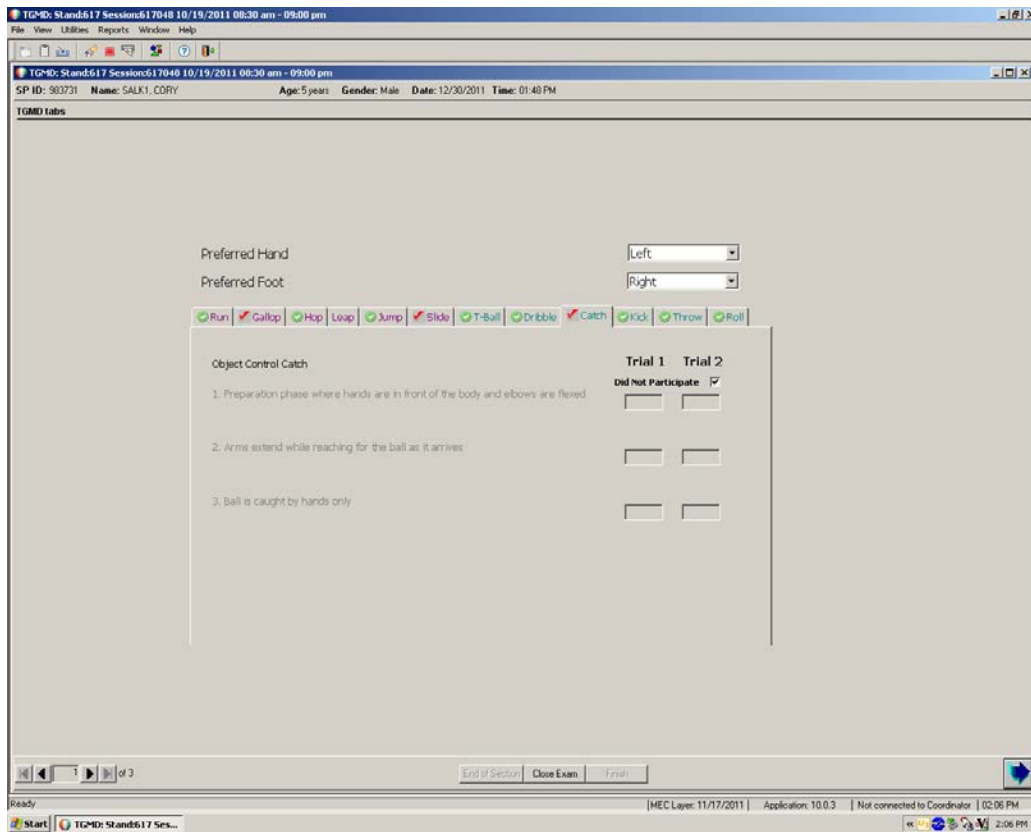 TGMD: Stand:617 Session:617048 10/19/2011 08:30 am - 09:00 pm
File View Utilities Reports Window Help
TGMD: Stand:617 Session:617048 10/19/2011 08:30 am - 09:00 pm
SP ID: 983731 Name: SALK1, CORY Age: 5 years Gender: Male Date: 12/30/2011 Time: 01:48 PM
TGMD tabs
Preferred Hand Left
Preferred Foot Right
Run Gallop Hop Leap Jump Slide T-Ball Dribble Catch Kick Throw Roll
Object Control Catch Trial 1 Trial 2
Did Not Participate
1. Preparation phase where hands are in front of the body and elbows are flexed
2. Arms extend while reaching for the ball as it arrives
3. Ball is caught by hands only
1 of 3 End of Section Close Exam Finish
Ready MEC Layer: 11/17/2011 Application: 10.0.3 Not connected to Coordinator 02:06 PM
Start TGMD: Stand:617 Ses... « 2:06 PM